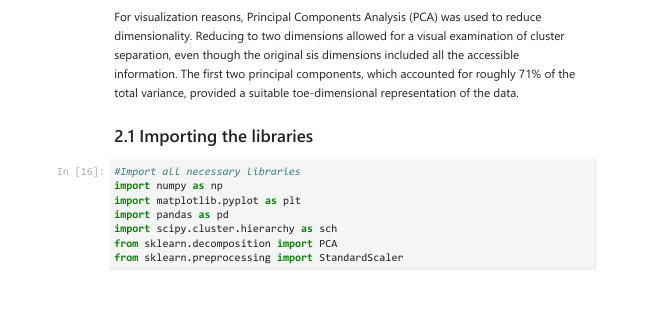 For visualization reasons, Principal Components Analysis (PCA) was used to reduce
dimensionality. Reducing to two dimensions allowed for a visual examination of cluster
separation, even though the original sis dimensions included all the accessible
information. The first two principal components, which accounted for roughly 71% of the
total variance, provided a suitable toe-dimensional representation of the data.
2.1 Importing the libraries
In [16]: #Import all necessary libraries
import numpy as np
import matplotlib.pyplot as plt
import pandas as pd
import scipy.cluster.hierarchy as sch
from sklearn.decomposition import PCA
from sklearn.preprocessing import StandardScaler